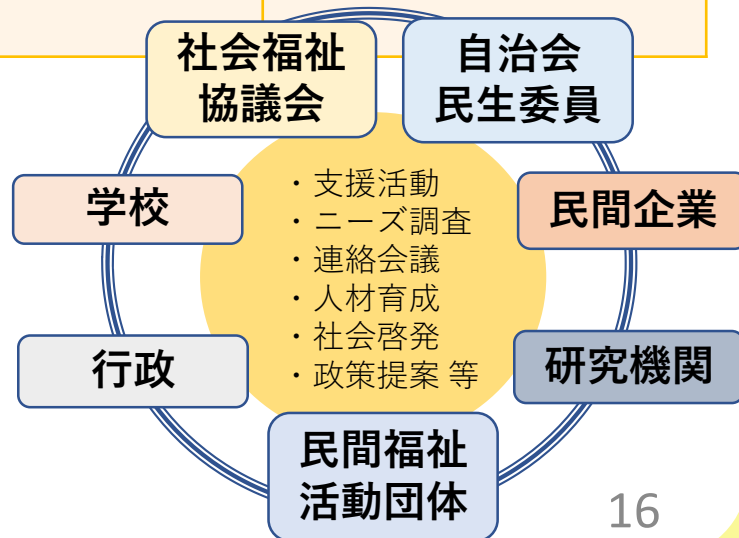 社会福祉
協議会
自治会
民生委員
学校
・支援活動
・ニーズ調査
・連絡会議
・人材育成
・社会啓発
・政策提案 等
民間企業
行政
研究機関
民間福祉
活動団体
16